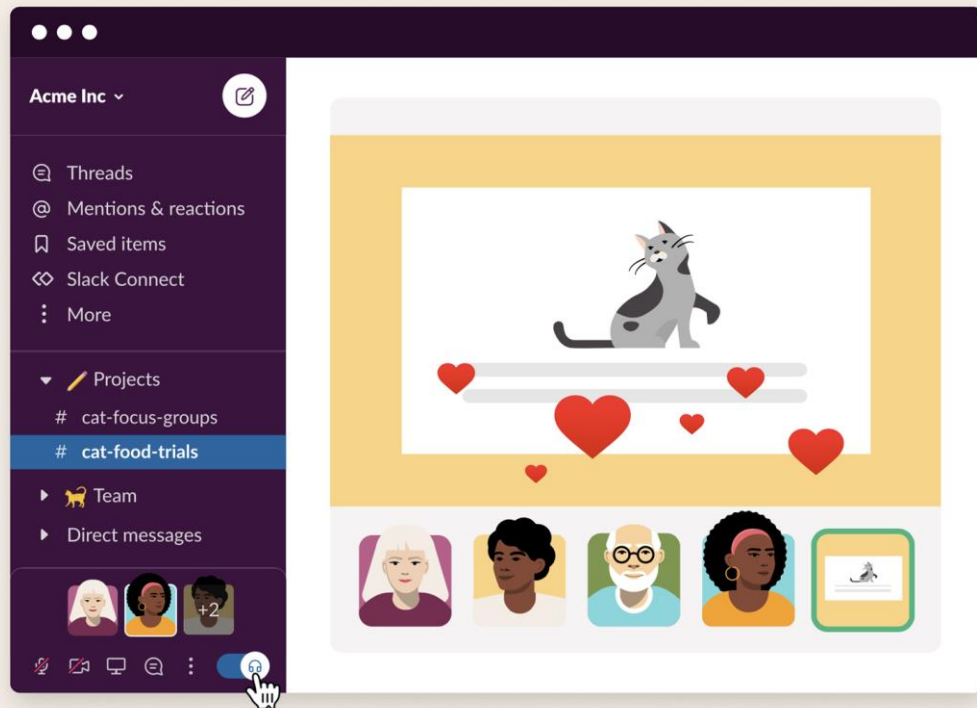 Acme Inc
Threads
Mentions & reactions
Saved items
Slack Connect
More
Projects
# cat-focus-groups
# cat-food-trials
Team
Direct messages
+2